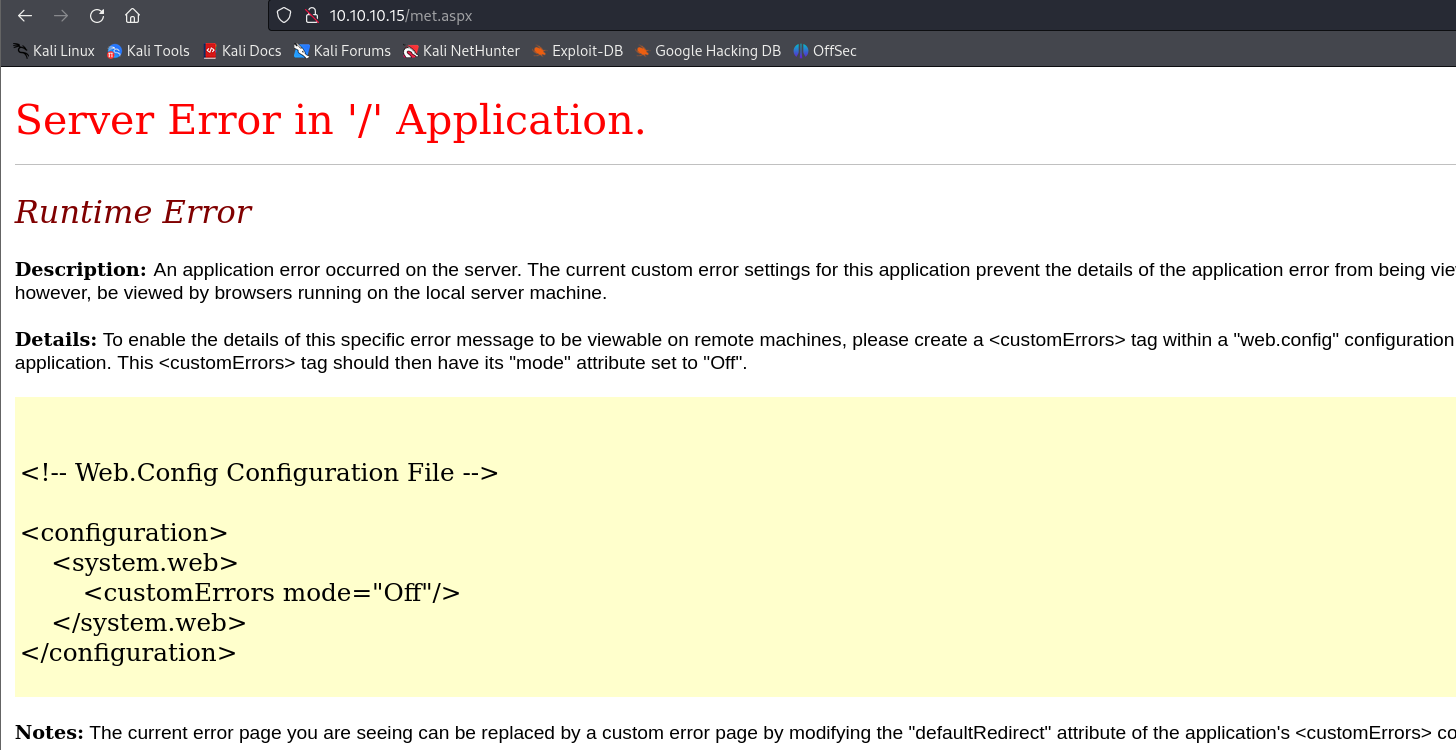 10.10.10.15/met.aspx
Kali Linux Kali Tools Kali Docs Kali Forums Kali NetHunter Exploit-DB Google Hacking DB OffSec
Server Error in '/' Application.
Runtime Error
Description: An application error occurred on the server. The current custom error settings for this application prevent the details of the application error from being
however, be viewed by browsers running on the local server machine.
Details: To enable the details of this specific error message to be viewable on remote machines, please create a <customErrors> tag within a "web.config" configuration
application. This <customErrors> tag should then have its "mode" attribute set to "Off".
<!-- Web.Config Configuration File -->
<configuration>
<system.web>
<customErrors mode="Off"/>
</system.web>
</configuration>
Notes: The current error page you are seeing can be replaced by a custom error page by modifying the "defaultRedirect" attribute of the application's <customErrors>